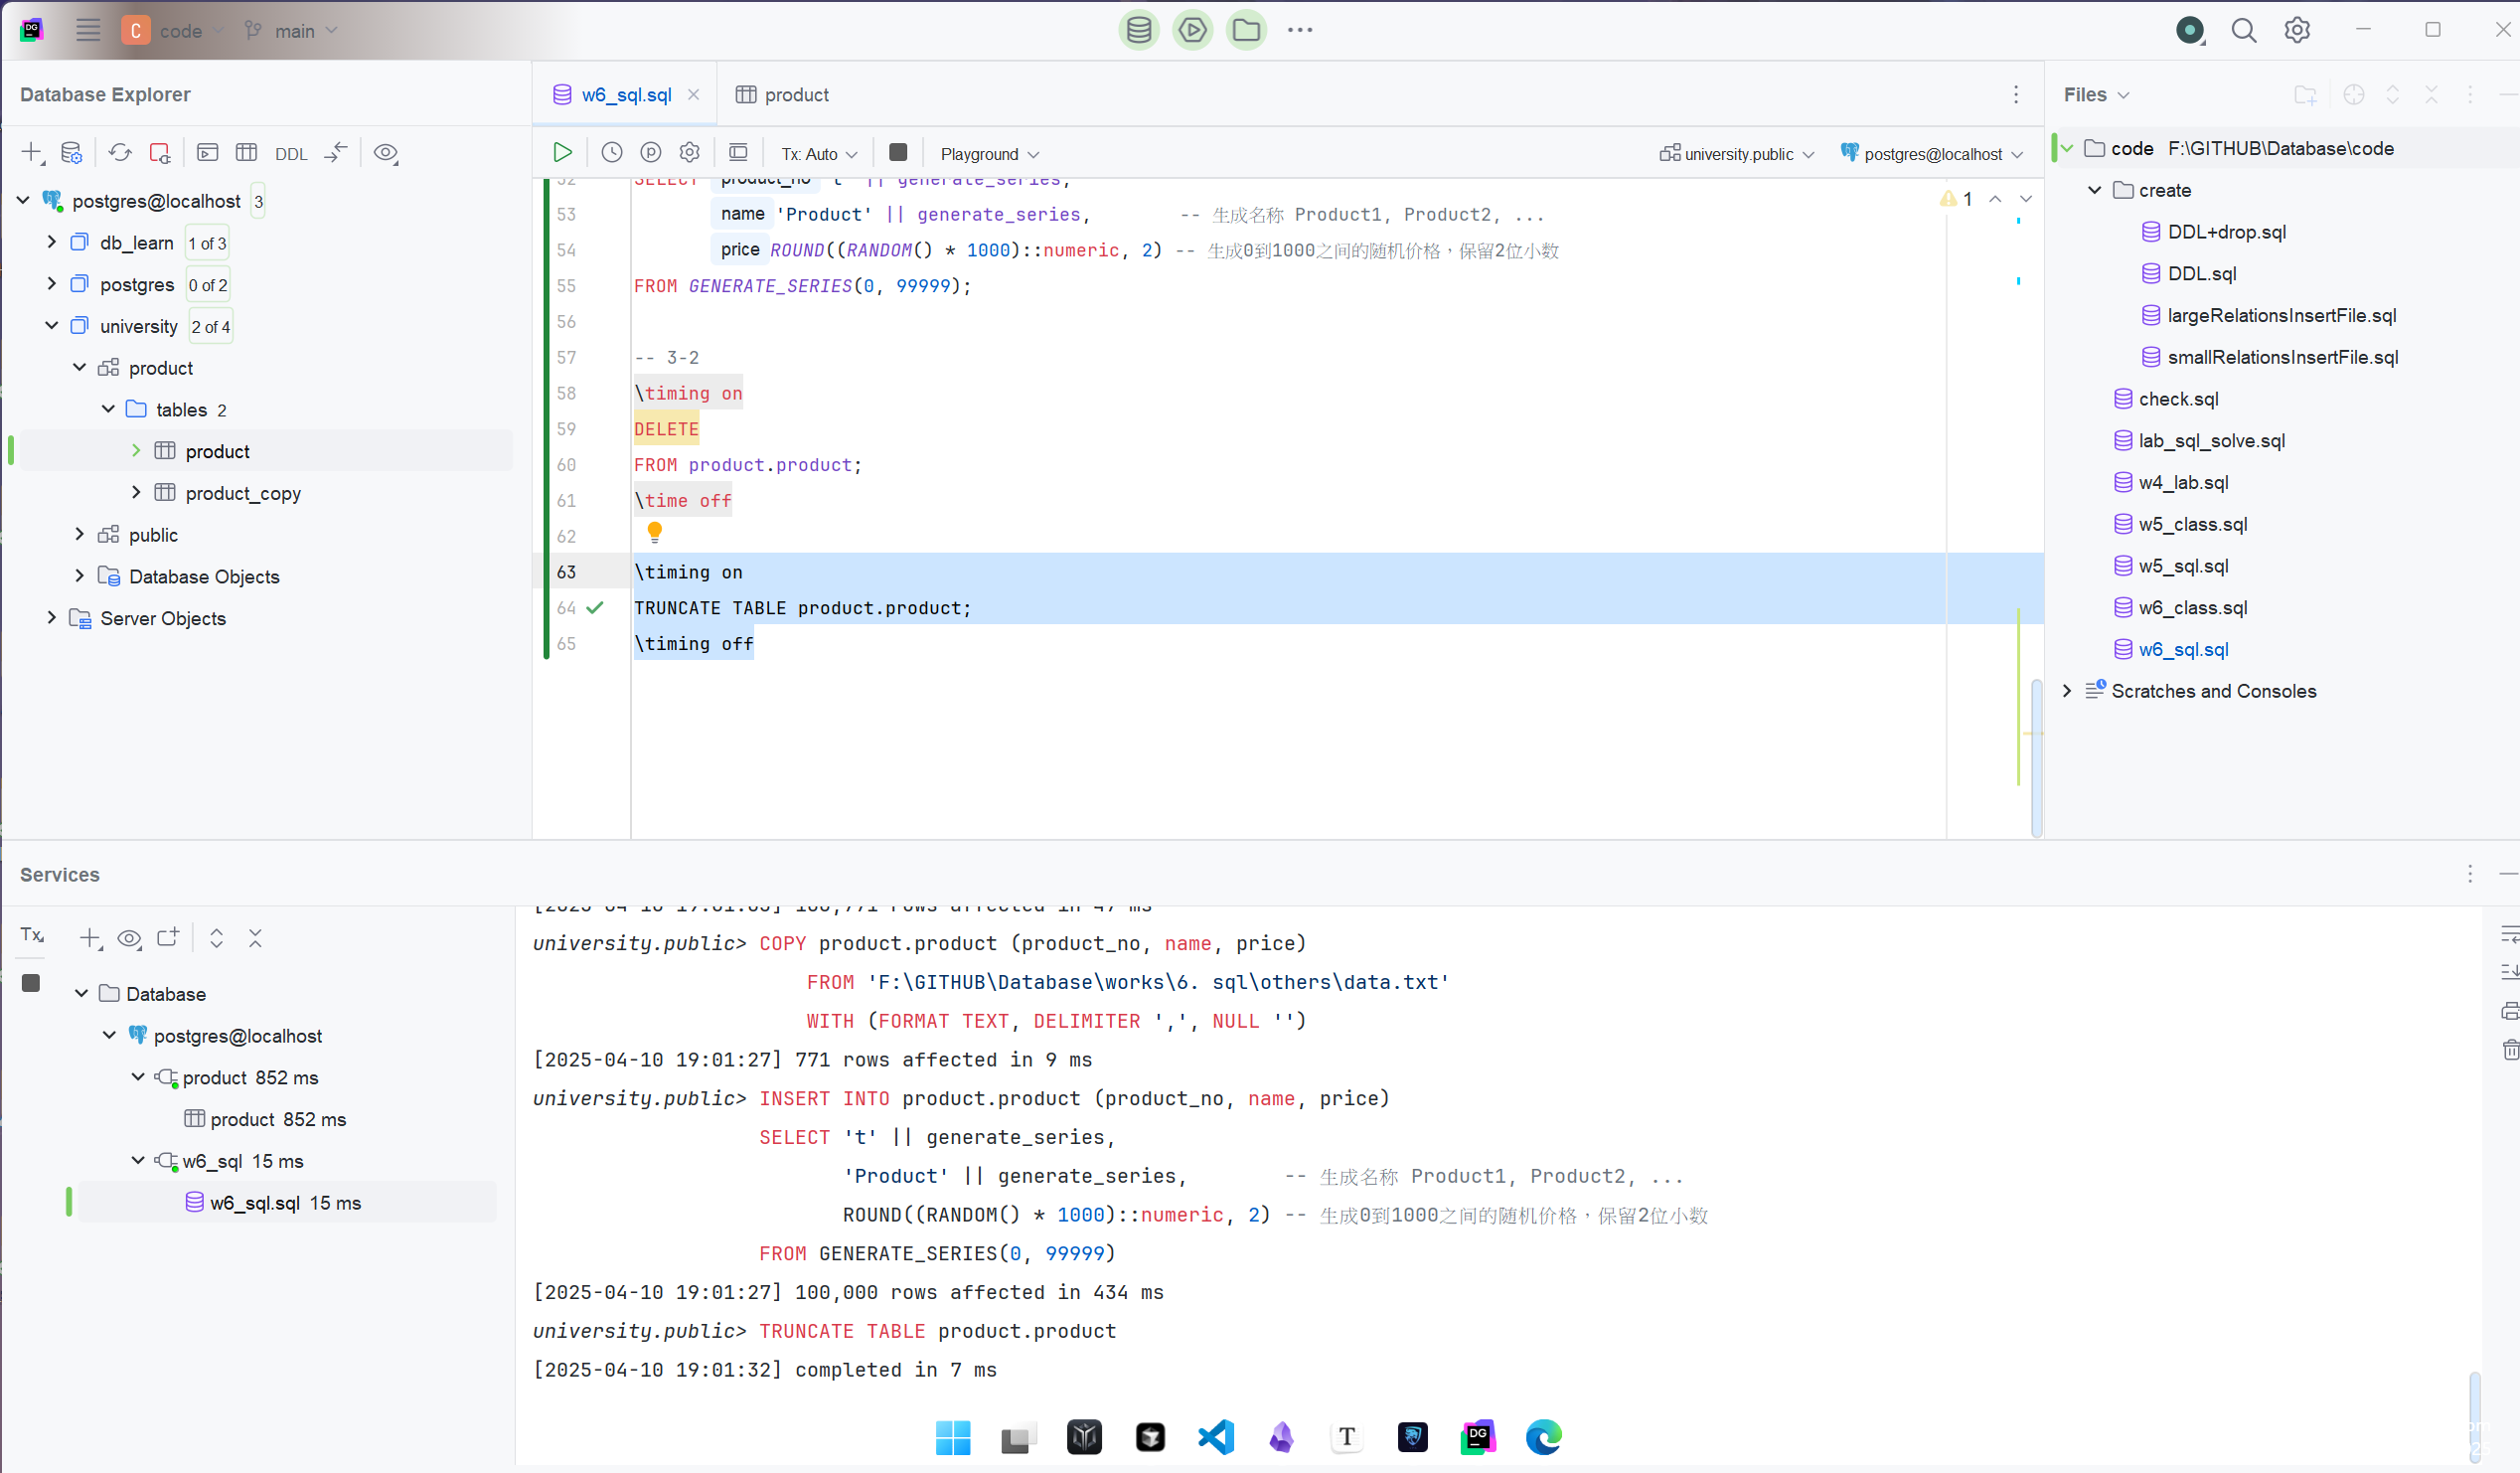 DG
C code main
Database Explorer
DDL
postgres@localhost 3
db_learn 1 of 3
postgres 0 of 2
university 2 of 4
product
tables 2
product
product_copy
public
Database Objects
Server Objects
w6_sql.sql
product
Tx: Auto
Playground
university.public
postgres@localhost
1
52 SELECT product_no 't' || generate_series,
53 name 'Product' || generate_series, -- 生成名称 Product1, Product2, ...
54 price ROUND((RANDOM() * 1000)::numeric, 2) -- 生成0到1000之间的随机价格，保留2位小数
55 FROM GENERATE_SERIES(0, 99999);
56
57 -- 3-2
58 \timing on
59 DELETE
60 FROM product.product;
61 \time off
62
63 \timing on
64 TRUNCATE TABLE product.product;
65 \timing off
Files
code F:\GITHUB\Database\code
create
DDL+drop.sql
DDL.sql
largeRelationsInsertFile.sql
smallRelationsInsertFile.sql
check.sql
lab_sql_solve.sql
w4_lab.sql
w5_class.sql
w5_sql.sql
w6_class.sql
w6_sql.sql
Scratches and Consoles
Services
Tx
Database
postgres@localhost
product 852 ms
product 852 ms
w6_sql 15 ms
w6_sql.sql 15 ms
[2025-04-10 19:01:03] 100,771 rows affected in 47 ms
university.public> COPY product.product (product_no, name, price)
FROM 'F:\GITHUB\Database\works\6. sql\others\data.txt'
WITH (FORMAT TEXT, DELIMITER ',', NULL '')
[2025-04-10 19:01:27] 771 rows affected in 9 ms
university.public> INSERT INTO product.product (product_no, name, price)
SELECT 't' || generate_series,
'Product' || generate_series, -- 生成名称 Product1, Product2, ...
ROUND((RANDOM() * 1000)::numeric, 2) -- 生成0到1000之间的随机价格，保留2位小数
FROM GENERATE_SERIES(0, 99999)
[2025-04-10 19:01:27] 100,000 rows affected in 434 ms
university.public> TRUNCATE TABLE product.product
[2025-04-10 19:01:32] completed in 7 ms
T
DG